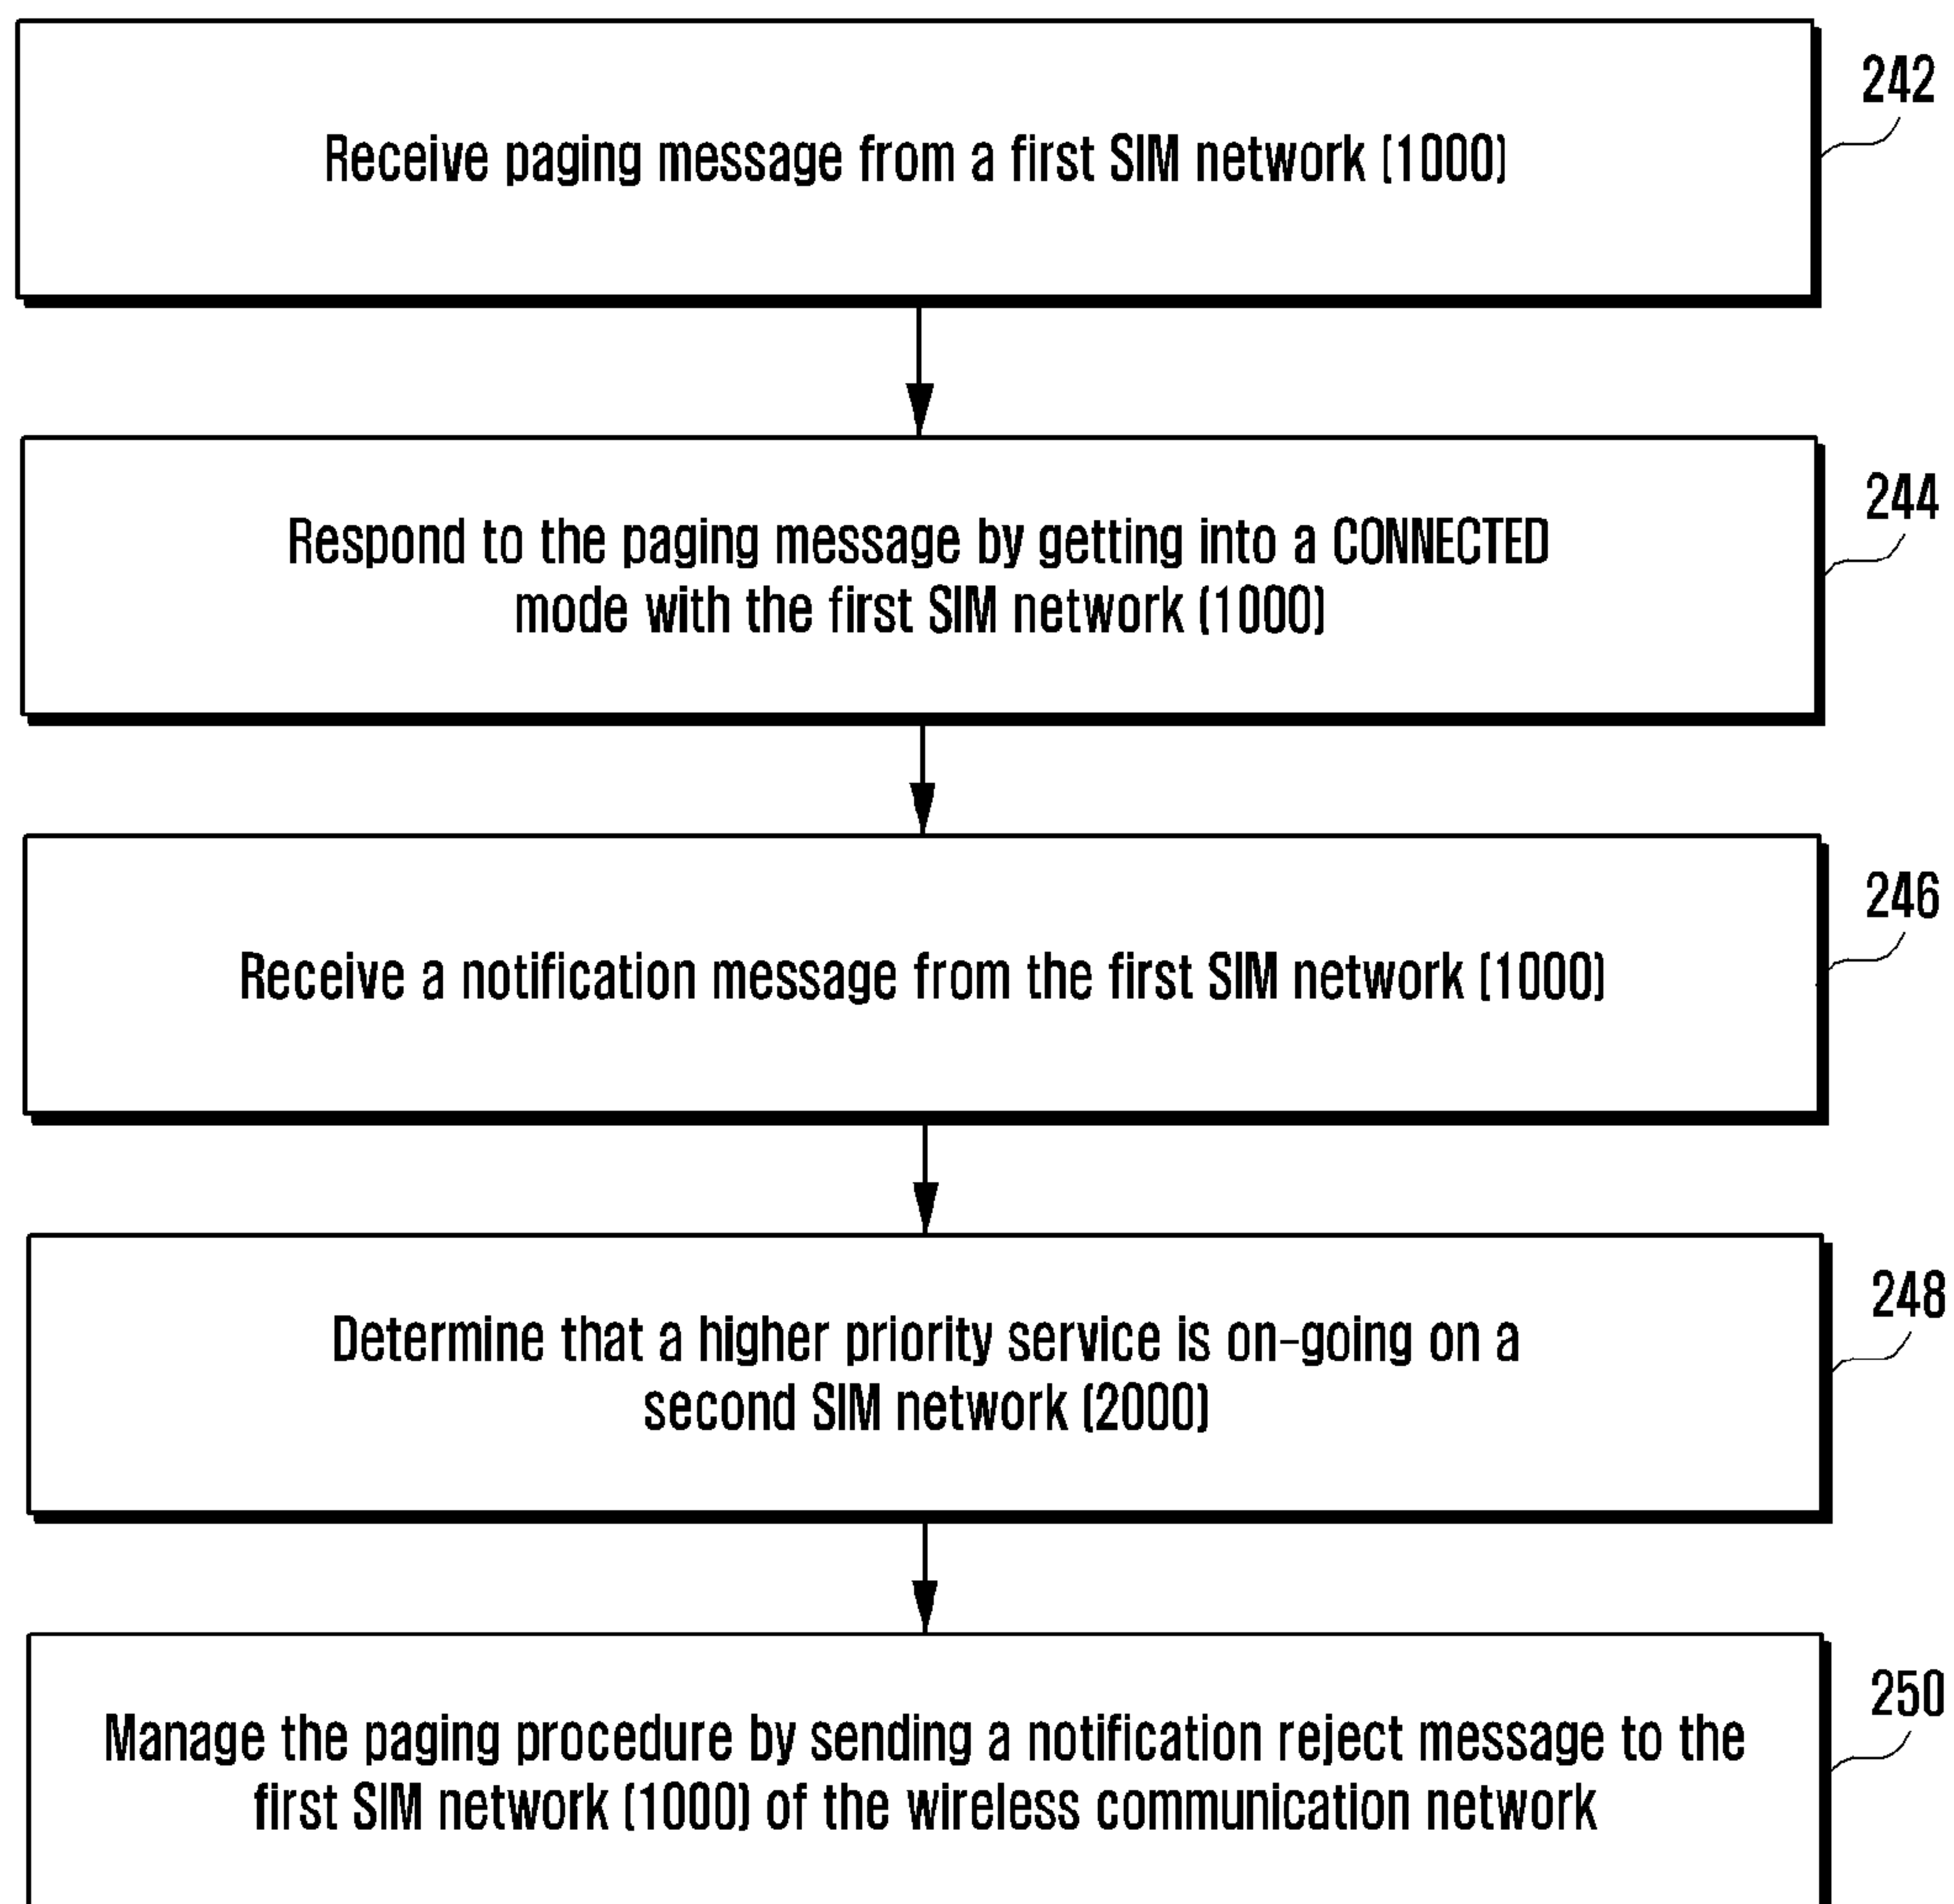 Receive paging message from a first SIM network (1000)
242
Respond to the paging message by getting into a CONNECTED
mode with the first SIM network (1000)
244
Receive a notification message from the first SIM network (1000)
246
Determine that a higher priority service is on-going on a
second SIM network (2000)
248
Manage the paging procedure by sending a notification reject message to the
first SIM network (1000) of the wireless communication network
250